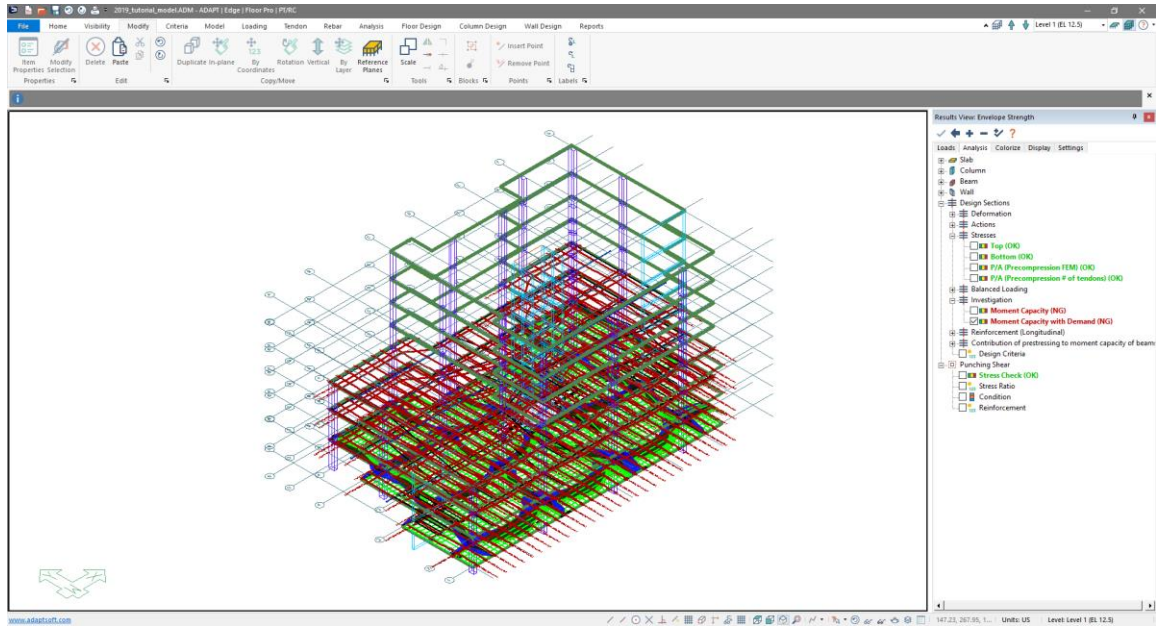 2019_tutorial_model.ADM - ADAPT | Edge | Floor Pro | PT/RC
File Home Visibility Modify Criteria Model Loading Tendon Rebar Analysis Floor Design Column Design Wall Design Reports
Level 1 (EL 12.5)
Item Properties
Modify Selection
Properties
Delete
Paste
Edit
Duplicate
In-plane
By Coordinates
Rotation
Vertical
By Layer
Reference Planes
Copy/Move
Scale
Tools
Blocks
Insert Point
Remove Point
Points
Labels
Results View: Envelope Strength
Loads Analysis Colorize Display Settings
Slab
Column
Beam
Wall
Design Sections
Deformation
Actions
Stresses
Top (OK)
Bottom (OK)
P/A (Precompression FEM) (OK)
P/A (Precompression # of tendons) (OK)
Balanced Loading
Investigation
Moment Capacity (NG)
Moment Capacity with Demand (NG)
Reinforcement (Longitudinal)
Contribution of prestressing to moment capacity of beam
Design Criteria
Punching Shear
Stress Check (OK)
Stress Ratio
Condition
Reinforcement
www.adaptsoft.com
147.23, 267.95, 1... Units: US Level: Level 1 (EL 12.5)